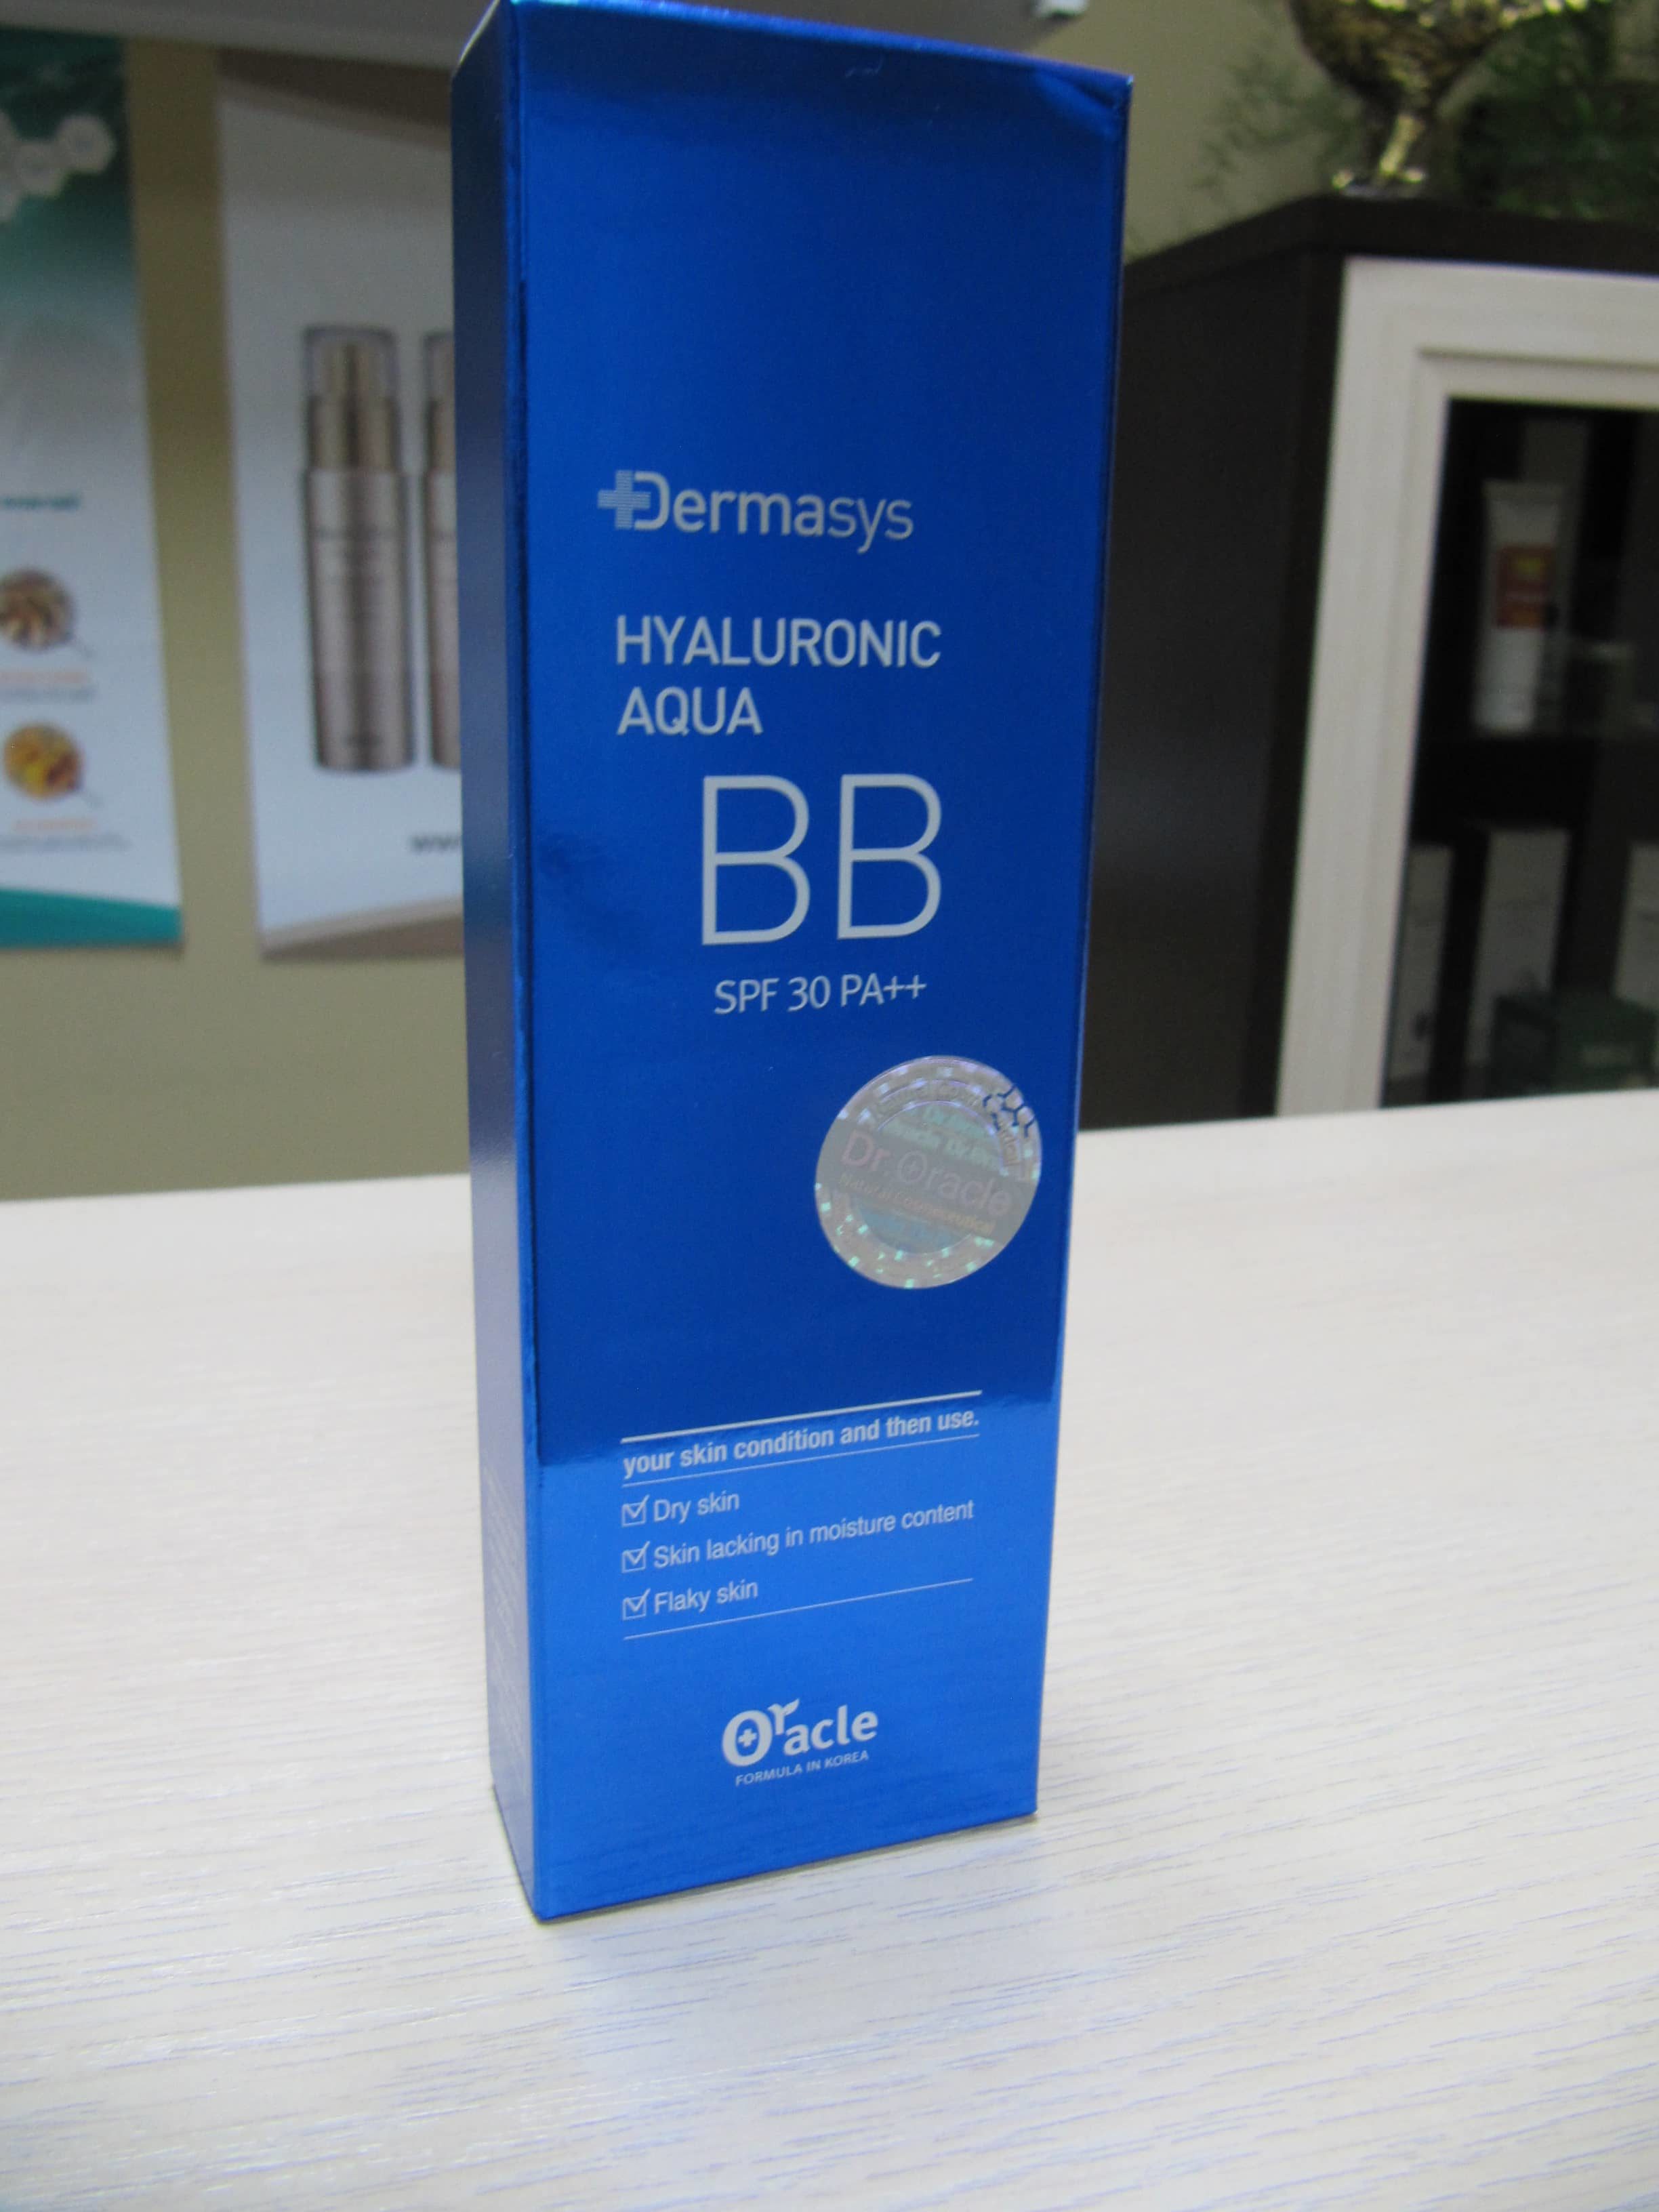 Dermasys
HYALURONIC
AQUA
BB
SPF 30 PA++
Dr. Oracle
your skin condition and then use.
Dry skin
Skin lacking in moisture content
Flaky skin
Oracle
FORMULA IN KOREA